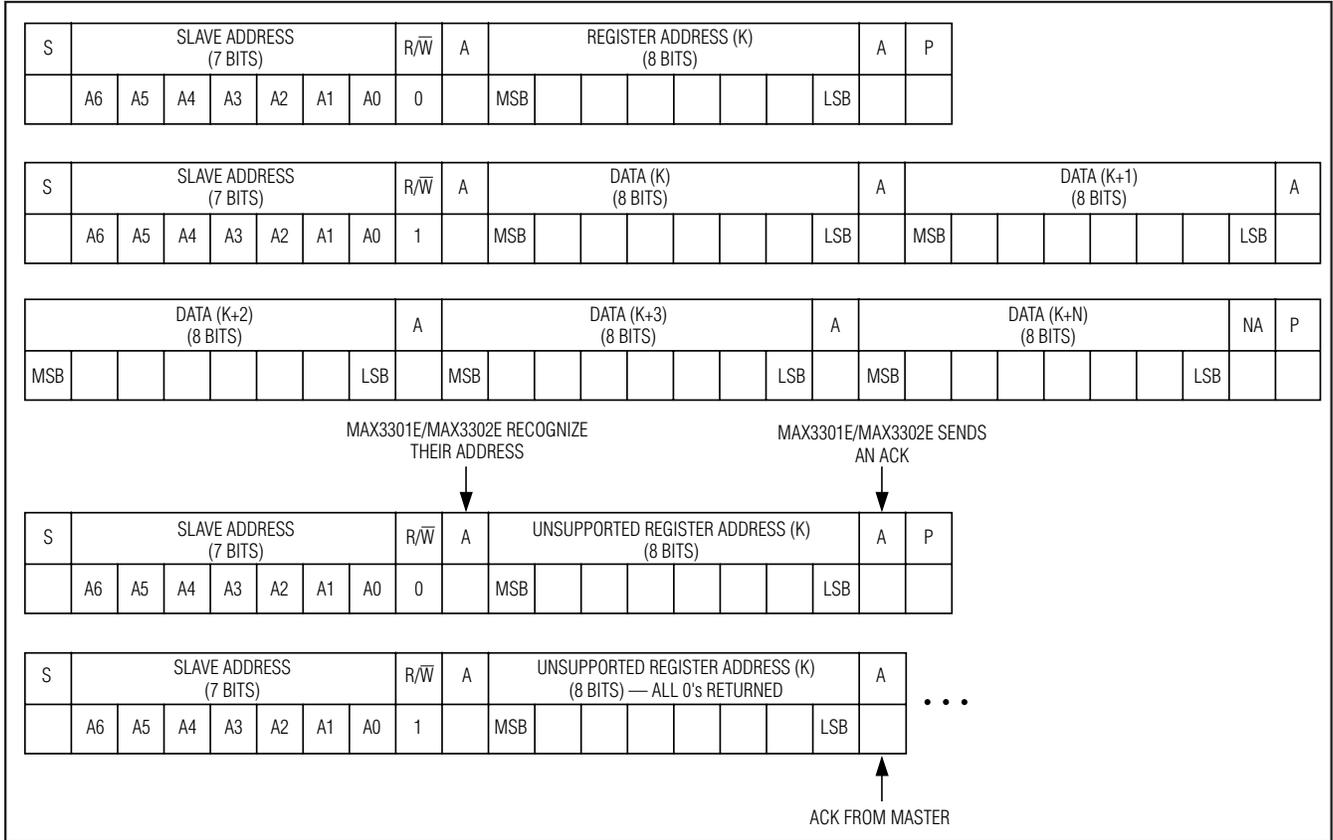 S SLAVE ADDRESS R/W̅ A REGISTER ADDRESS (K) A P
(7 BITS) (8 BITS)
A6 A5 A4 A3 A2 A1 A0 0 MSB LSB
S SLAVE ADDRESS R/W̅ A DATA (K) A DATA (K+1) A
(7 BITS) (8 BITS) (8 BITS)
A6 A5 A4 A3 A2 A1 A0 1 MSB LSB MSB LSB
DATA (K+2) A DATA (K+3) A DATA (K+N) NA P
(8 BITS) (8 BITS) (8 BITS)
MSB LSB MSB LSB MSB LSB
MAX3301E/MAX3302E RECOGNIZE MAX3301E/MAX3302E SENDS
THEIR ADDRESS AN ACK
S SLAVE ADDRESS R/W̅ A UNSUPPORTED REGISTER ADDRESS (K) A P
(7 BITS) (8 BITS)
A6 A5 A4 A3 A2 A1 A0 0 MSB LSB
S SLAVE ADDRESS R/W̅ A UNSUPPORTED REGISTER ADDRESS (K) A
(7 BITS) (8 BITS) — ALL 0's RETURNED
• • •
A6 A5 A4 A3 A2 A1 A0 1 MSB LSB
ACK FROM MASTER